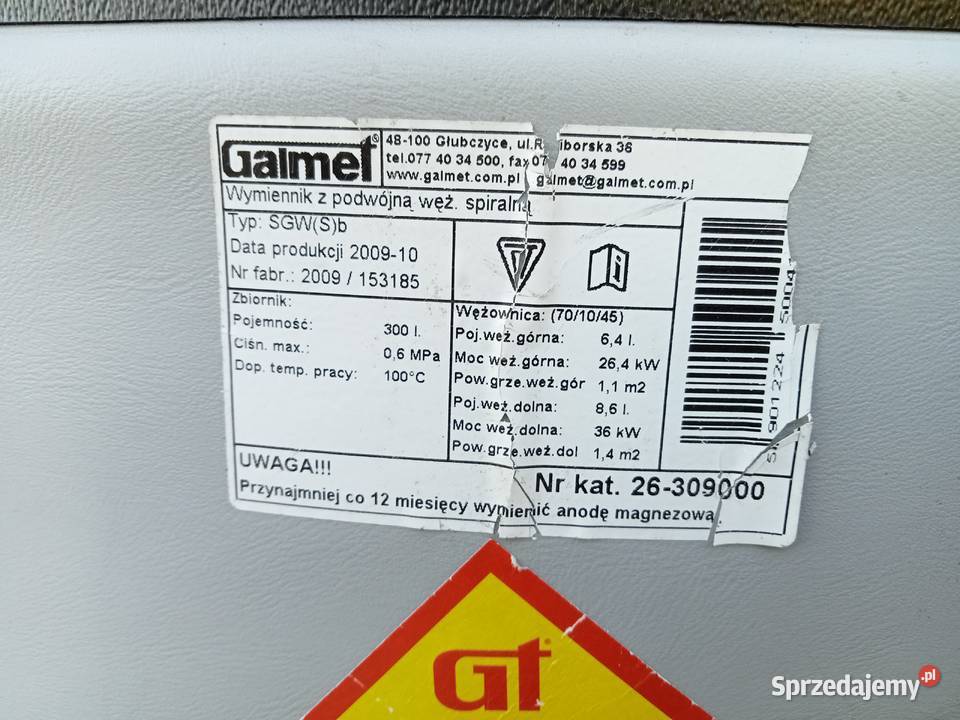 Galmet®
48-100 Głubczyce, ul.R iborska 36
tel.077 40 34 500, fax 07 40 34 599
www.galmet.com.pl galmet@galmet.com.pl
Wymiennik z podwójną węż. spiralną
Typ: SGW(S)b
Data produkcji 2009-10
Nr fabr.: 2009 / 153185
Zbiornik:
Pojemność: 300 l.
Ciśn. max.: 0,6 MPa
Dop. temp. pracy: 100°C
Wężownica: (70/10/45)
Poj.węż.górna: 6,4 l.
Moc węż.górna: 26,4 kW
Pow.grze.węż.gór 1,1 m2
Poj.węż.dolna: 8,6 l.
Moc węż.dolna: 36 kW
Pow.grze.węż.dol 1,4 m2
901224 5004
UWAGA!!!
Nr kat. 26-309000
Przynajmniej co 12 miesięcy wymienić anodę magnezową
GT
Sprzedajemy.pl